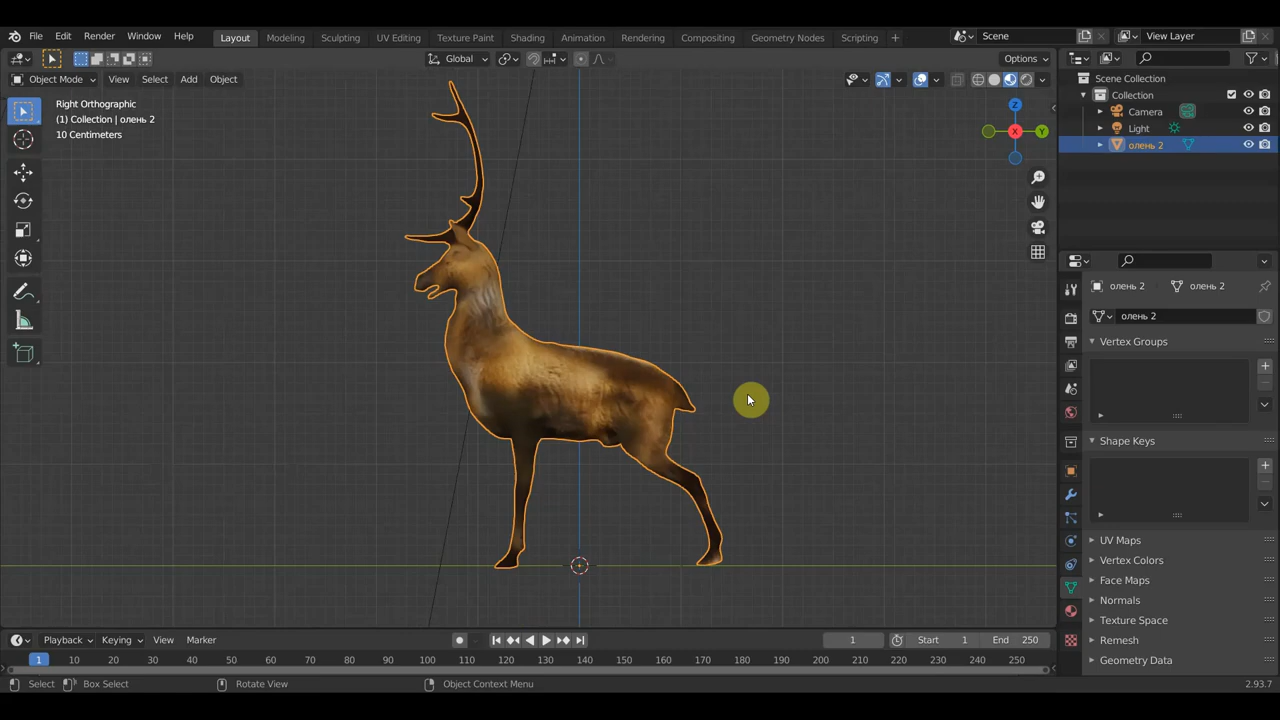 File Edit Render Window Help Layout Modeling Sculpting UV Editing Texture Paint Shading Animation Rendering Compositing Geometry Nodes Scripting + Scene View Layer
Global Options
Object Mode View Select Add Object
Right Orthographic
(1) Collection | олень 2
10 Centimeters
Z
X
Y
Scene Collection
Collection
Camera
Light
олень 2
олень 2 олень 2
олень 2
Vertex Groups
Shape Keys
UV Maps
Vertex Colors
Face Maps
Normals
Texture Space
Remesh
Geometry Data
Playback Keying View Marker 1 Start 1 End 250
1 10 20 30 40 50 60 70 80 90 100 110 120 130 140 150 160 170 180 190 200 210 220 230 240 250
Select Box Select Rotate View Object Context Menu 2.93.7